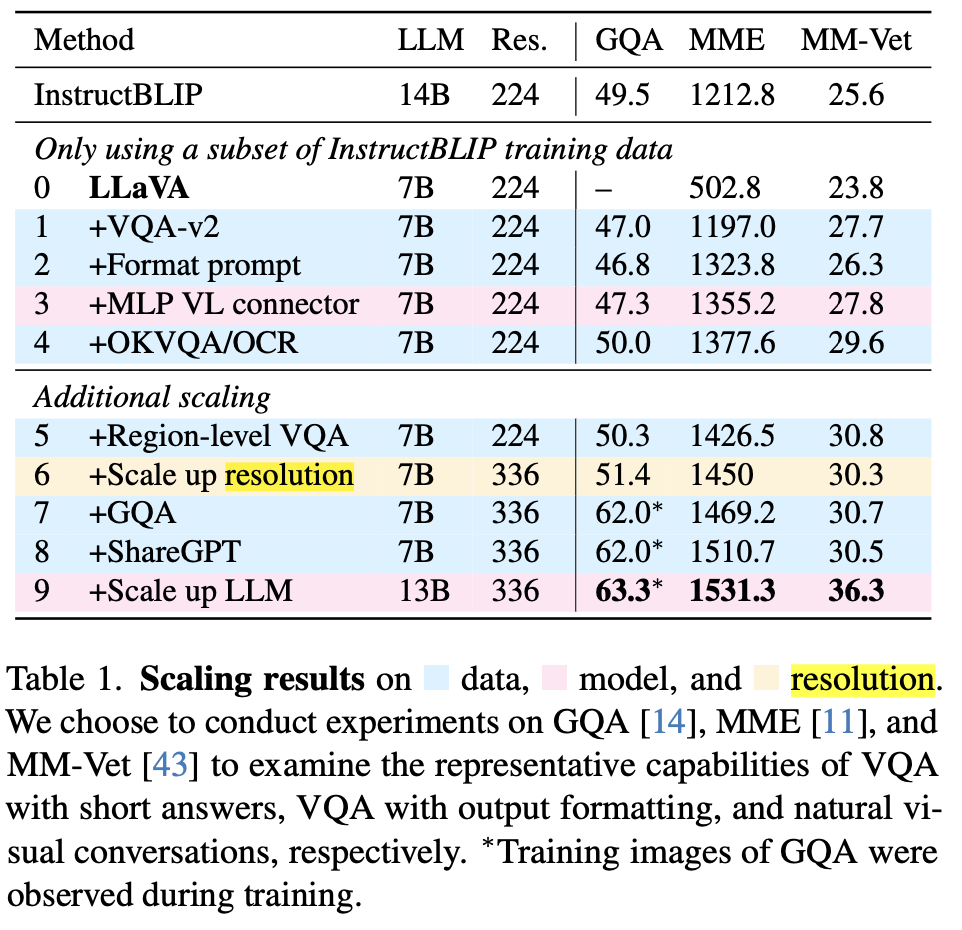 Method LLM Res. GQA MME MM-Vet
InstructBLIP 14B 224 49.5 1212.8 25.6
Only using a subset of InstructBLIP training data
0 LLaVA 7B 224 – 502.8 23.8
1 +VQA-v2 7B 224 47.0 1197.0 27.7
2 +Format prompt 7B 224 46.8 1323.8 26.3
3 +MLP VL connector 7B 224 47.3 1355.2 27.8
4 +OKVQA/OCR 7B 224 50.0 1377.6 29.6
Additional scaling
5 +Region-level VQA 7B 224 50.3 1426.5 30.8
6 +Scale up resolution 7B 336 51.4 1450 30.3
7 +GQA 7B 336 62.0* 1469.2 30.7
8 +ShareGPT 7B 336 62.0* 1510.7 30.5
9 +Scale up LLM 13B 336 63.3* 1531.3 36.3
Table 1. Scaling results on data, model, and resolution.
We choose to conduct experiments on GQA [14], MME [11], and
MM-Vet [43] to examine the representative capabilities of VQA
with short answers, VQA with output formatting, and natural vi-
sual conversations, respectively. *Training images of GQA were
observed during training.